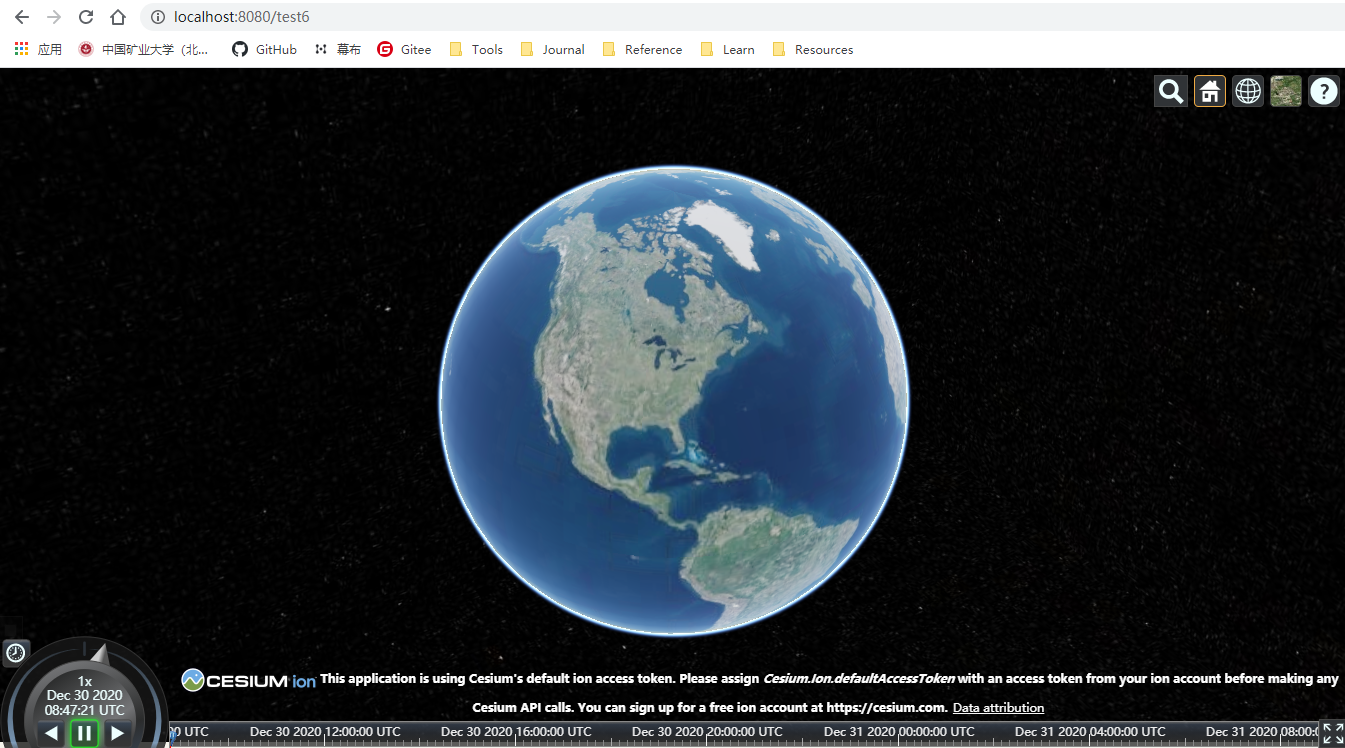 localhost:8080/test6
应用 中国矿业大学（北... GitHub 幕布 Gitee Tools Journal Reference Learn Resources
?
CESIUM ion This application is using Cesium's default ion access token. Please assign Cesium.Ion.defaultAccessToken with an access token from your ion account before making any
Cesium API calls. You can sign up for a free ion account at https://cesium.com. Data attribution
1x
Dec 30 2020
08:47:21 UTC
00 UTC Dec 30 2020 12:00:00 UTC Dec 30 2020 16:00:00 UTC Dec 30 2020 20:00:00 UTC Dec 31 2020 00:00:00 UTC Dec 31 2020 04:00:00 UTC Dec 31 2020 08:00: